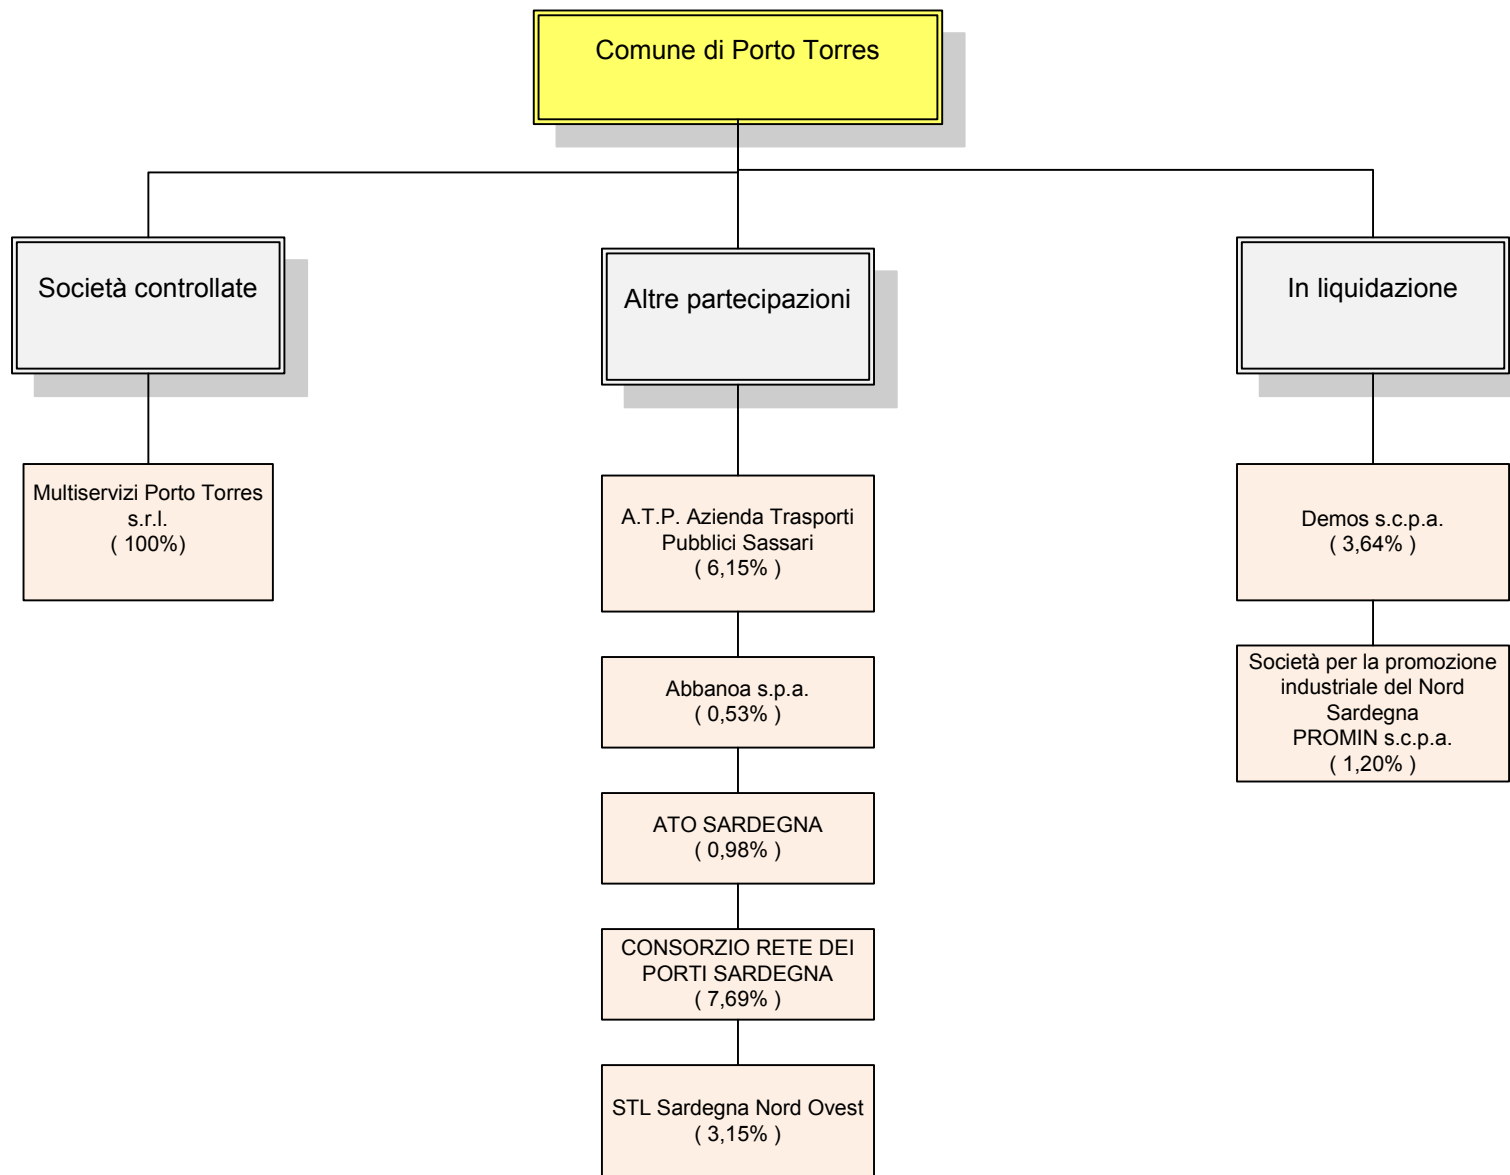 Comune di Porto Torres
Società controllate
Altre partecipazioni
In liquidazione
Multiservizi Porto Torres
s.r.l.
( 100%)
A.T.P. Azienda Trasporti
Pubblici Sassari
( 6,15% )
Abbanoa s.p.a.
( 0,53% )
ATO SARDEGNA
( 0,98% )
CONSORZIO RETE DEI
PORTI SARDEGNA
( 7,69% )
STL Sardegna Nord Ovest
( 3,15% )
Demos s.c.p.a.
( 3,64% )
Società per la promozione
industriale del Nord
Sardegna
PROMIN s.c.p.a.
( 1,20% )